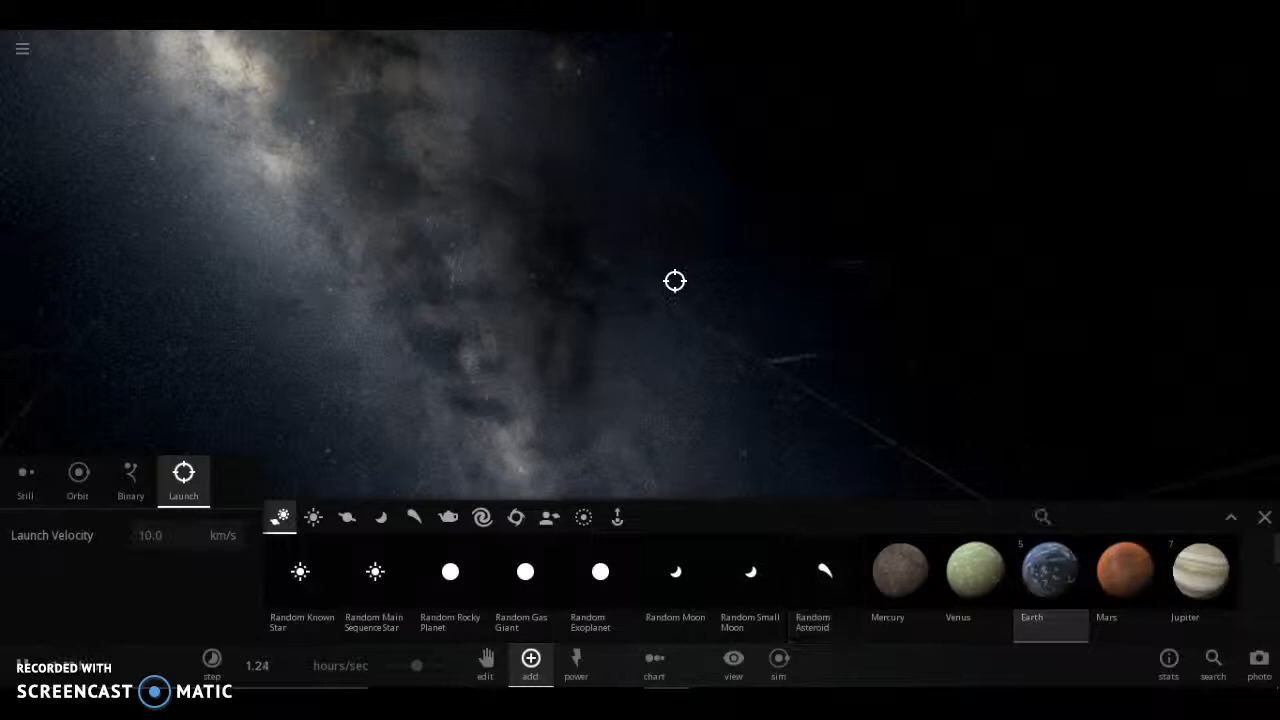 Still Orbit Binary Launch
Launch Velocity 10.0 km/s
5 7
Random Known Star
Random Main Sequence Star
Random Rocky Planet
Random Gas Giant
Random Exoplanet
Random Moon
Random Small Moon
Random Asteroid
Mercury
Venus
Earth
Mars
Jupiter
step 1.24 hours/sec
edit add power chart view sim stats search photo
RECORDED WITH
SCREENCAST MATIC